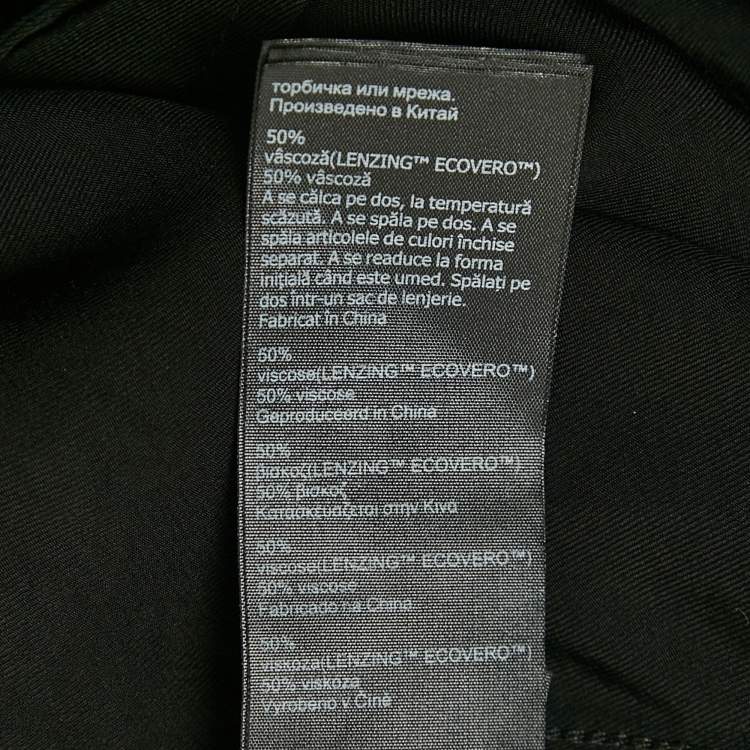 торбичка или мрежа.
Произведено в Китай
50%
vâscoză(LENZING™ ECOVERO™)
50% vâscoză
A se călca pe dos, la temperatură
scăzută. A se spăla pe dos. A se
spăla articolele de culori închise
separat. A se readuce la forma
inițială când este umed. Spălați pe
dos într-un sac de lenjerie.
Fabricat în China
50%
viscose(LENZING™ ECOVERO™)
50% viscose
Geproduceerd in China
50%
βισκόζ(LENZING™ ECOVERO™)
50% βισκόζ
Κατασκευάζεται στην Κίνα
50%
viscose(LENZING™ ECOVERO™)
50% viscose
Fabricado na China
50%
viskóza(LENZING™ ECOVERO™)
50% viskóza
Vyrobeno v Číně